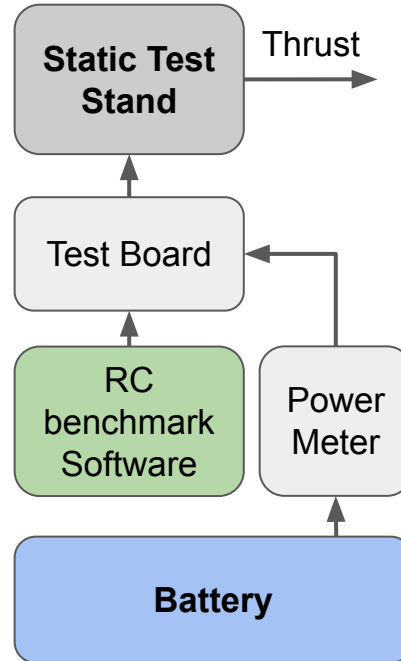 Static Test
Stand
Thrust
Test Board
RC
benchmark
Software
Power
Meter
Battery